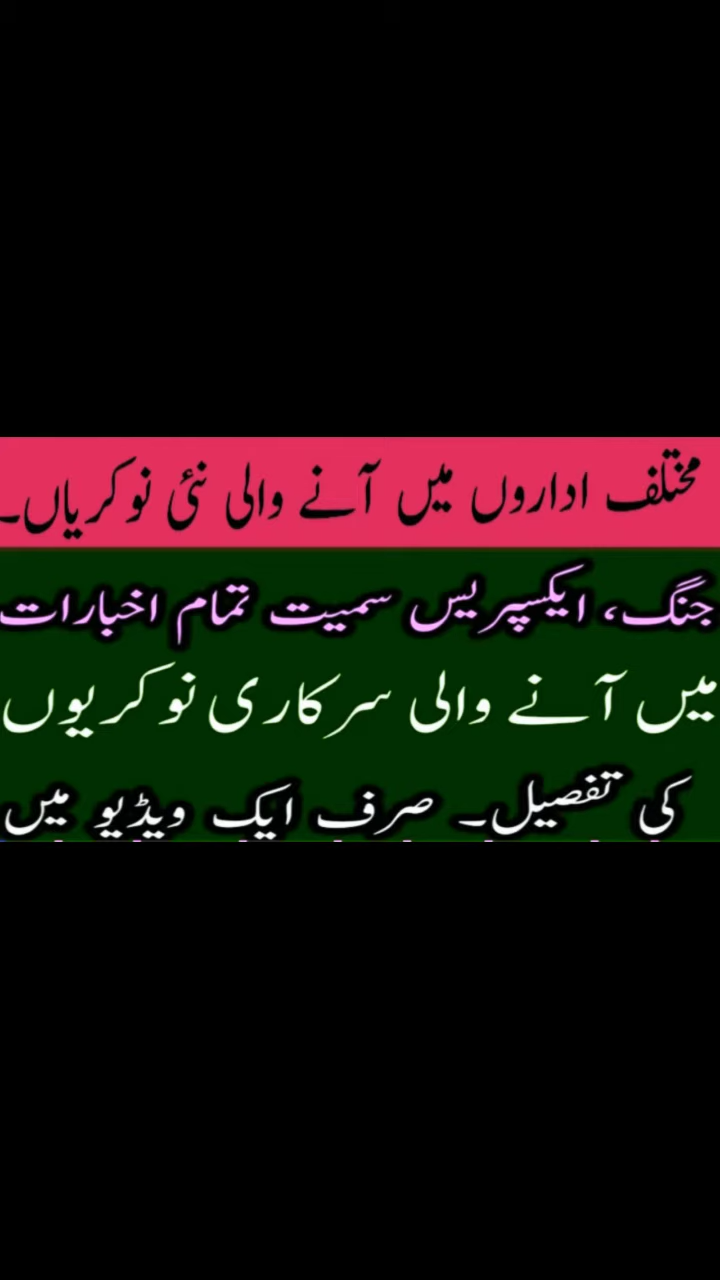 مختلف اداروں میں آنے والی نئی نوکریاں۔
جنگ، ایکسپریس سمیت تمام اخبارات
میں آنے والی سرکاری نوکریوں
کی تفصیل۔ صرف ایک ویڈیو میں